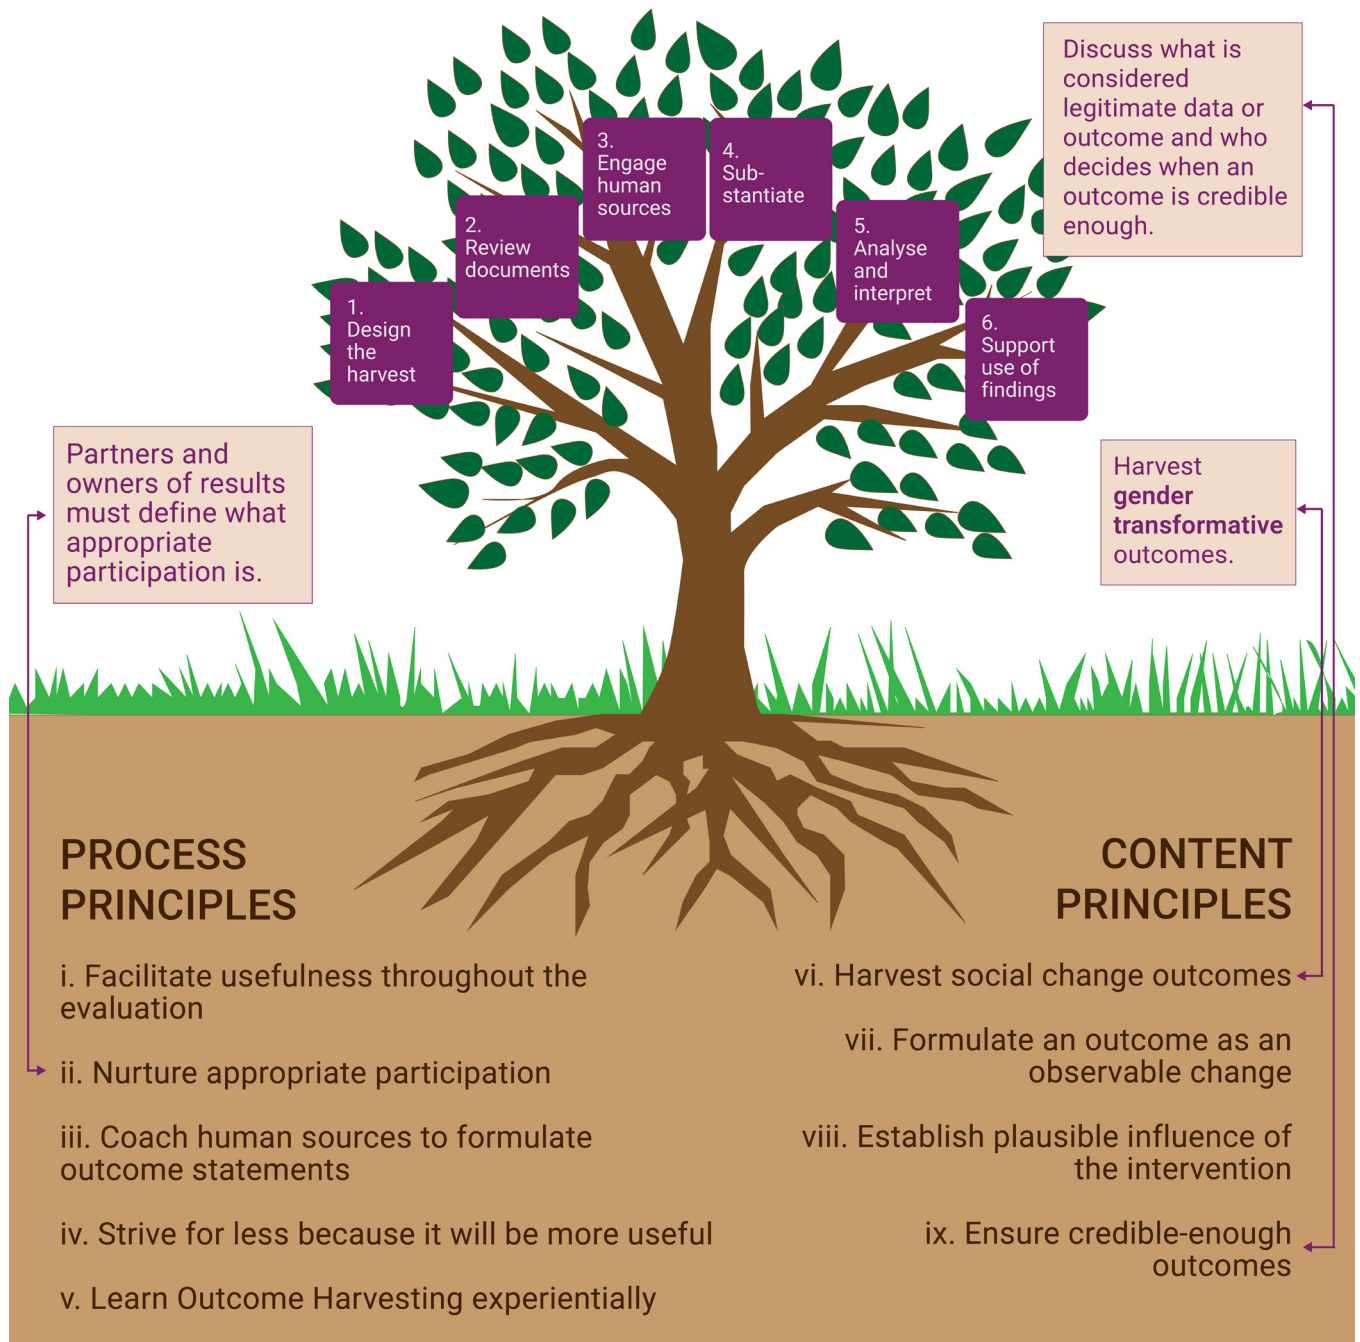 Discuss what is
considered
legitimate data or
outcome and who
decides when an
outcome is credible
enough.
3.
Engage
human
sources
4.
Sub-
stantiate
2.
Review
documents
5.
Analyse
and
interpret
1.
Design
the
harvest
6.
Support
use of
findings
Partners and
owners of results
must define what
appropriate
participation is.
Harvest
gender
transformative
outcomes.
PROCESS
PRINCIPLES
i. Facilitate usefulness throughout the
evaluation
ii. Nurture appropriate participation
iii. Coach human sources to formulate
outcome statements
iv. Strive for less because it will be more useful
v. Learn Outcome Harvesting experientially
CONTENT
PRINCIPLES
vi. Harvest social change outcomes
vii. Formulate an outcome as an
observable change
viii. Establish plausible influence of
the intervention
ix. Ensure credible-enough
outcomes